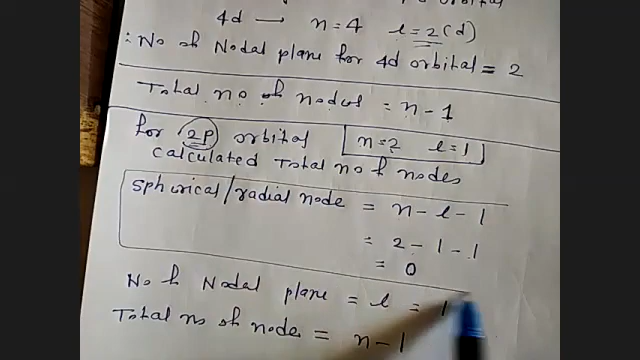 orbital
4d → n = 4 l = 2 (d)
∴ No of Nodal plane for 4d orbital = 2
Total no of nodes = n - 1
for 2P orbital n = 2 l = 1
calculated Total no of nodes
spherical/radial node = n - l - 1
= 2 - 1 - 1
= 0
No of Nodal plane = l = 1
Total no of node = n - 1